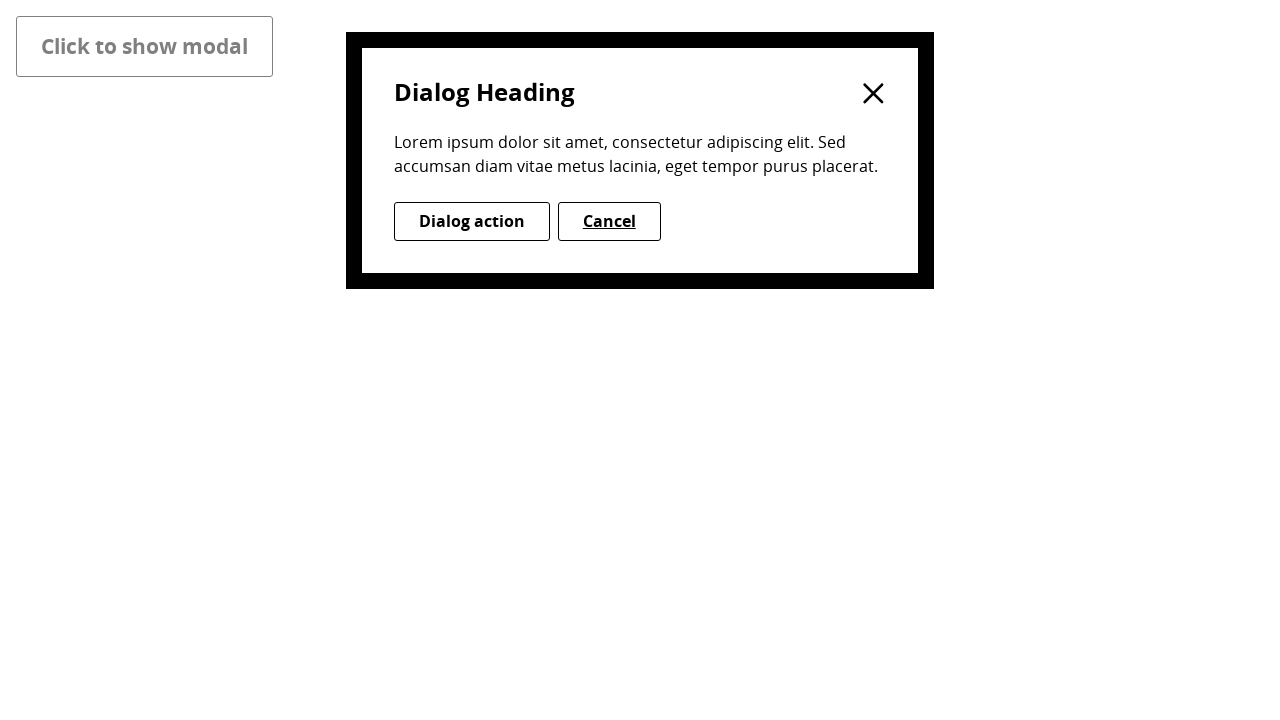 Click to show modal
Dialog Heading
Lorem ipsum dolor sit amet, consectetur adipiscing elit. Sed
accumsan diam vitae metus lacinia, eget tempor purus placerat.
Dialog action Cancel